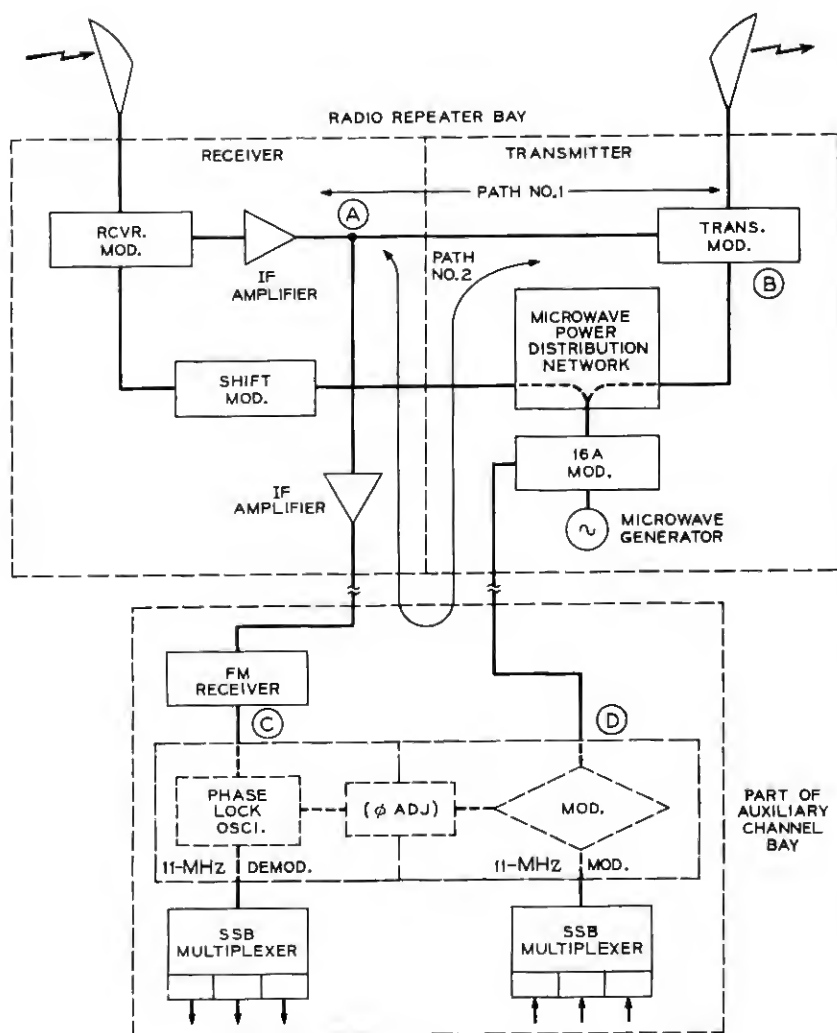 RADIO REPEATER BAY
RECEIVER
TRANSMITTER
PATH NO.1
A
RCVR.
MOD.
IF
AMPLIFIER
PATH
NO.2
TRANS.
MOD.
B
MICROWAVE
POWER
DISTRIBUTION
NETWORK
SHIFT
MOD.
16A
MOD.
IF
AMPLIFIER
MICROWAVE
GENERATOR
FM
RECEIVER
C
D
PHASE
LOCK
OSCI.
(φ ADJ)
MOD.
PART OF
AUXILIARY
CHANNEL
BAY
11-MHz DEMOD.
11-MHz MOD.
SSB
MULTIPLEXER
SSB
MULTIPLEXER